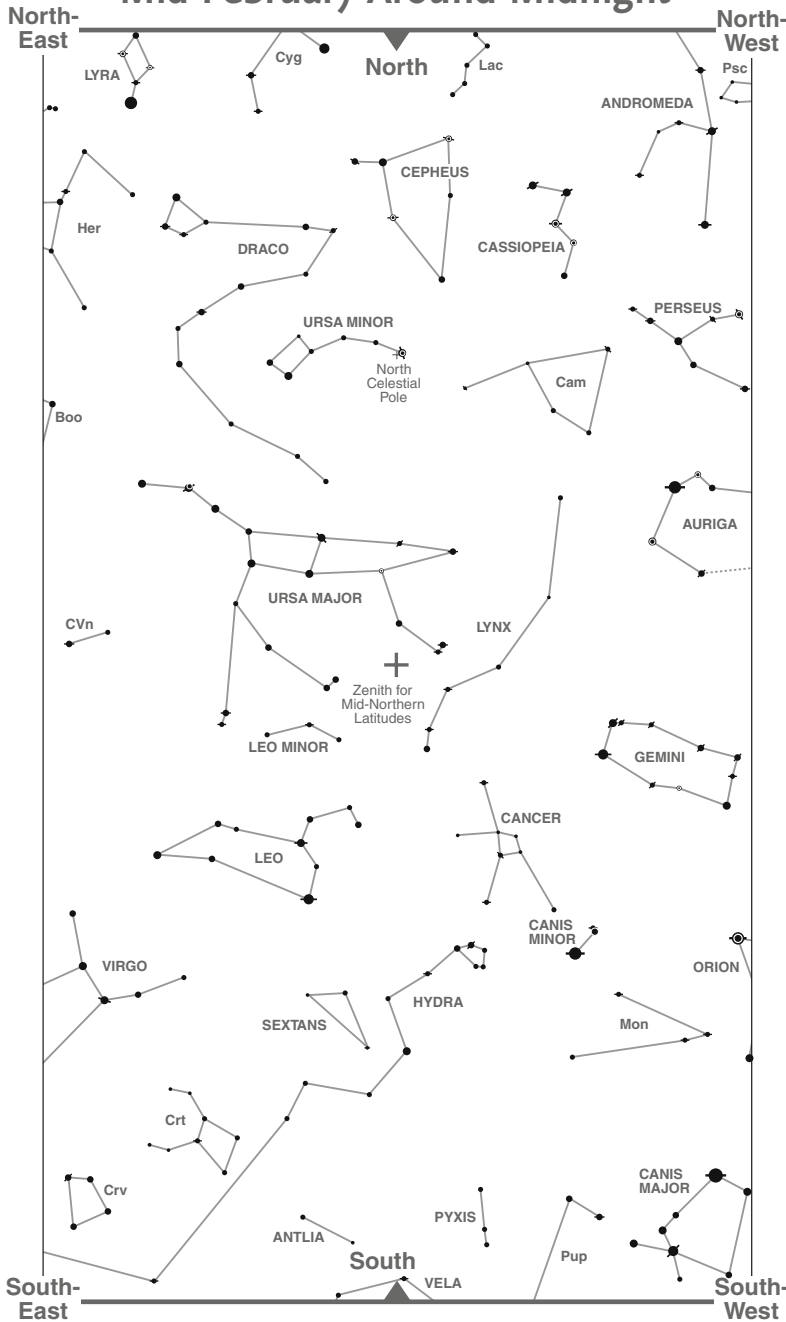 Mid-February Around Midnight
North-
East
North
North-
West
LYRA
Cyg
Lac
Psc
ANDROMEDA
CEPHEUS
Her
DRACO
CASSIOPEIA
URSA MINOR
PERSEUS
North
Celestial
Pole
Cam
Boo
AURIGA
URSA MAJOR
CVn
LYNX
Zenith for
Mid-Northern
Latitudes
LEO MINOR
GEMINI
CANCER
LEO
CANIS
MINOR
VIRGO
ORION
HYDRA
SEXTANS
Mon
Crt
CANIS
MAJOR
Crv
PYXIS
ANTLIA
Pup
South
VELA
South-
East
South-
West